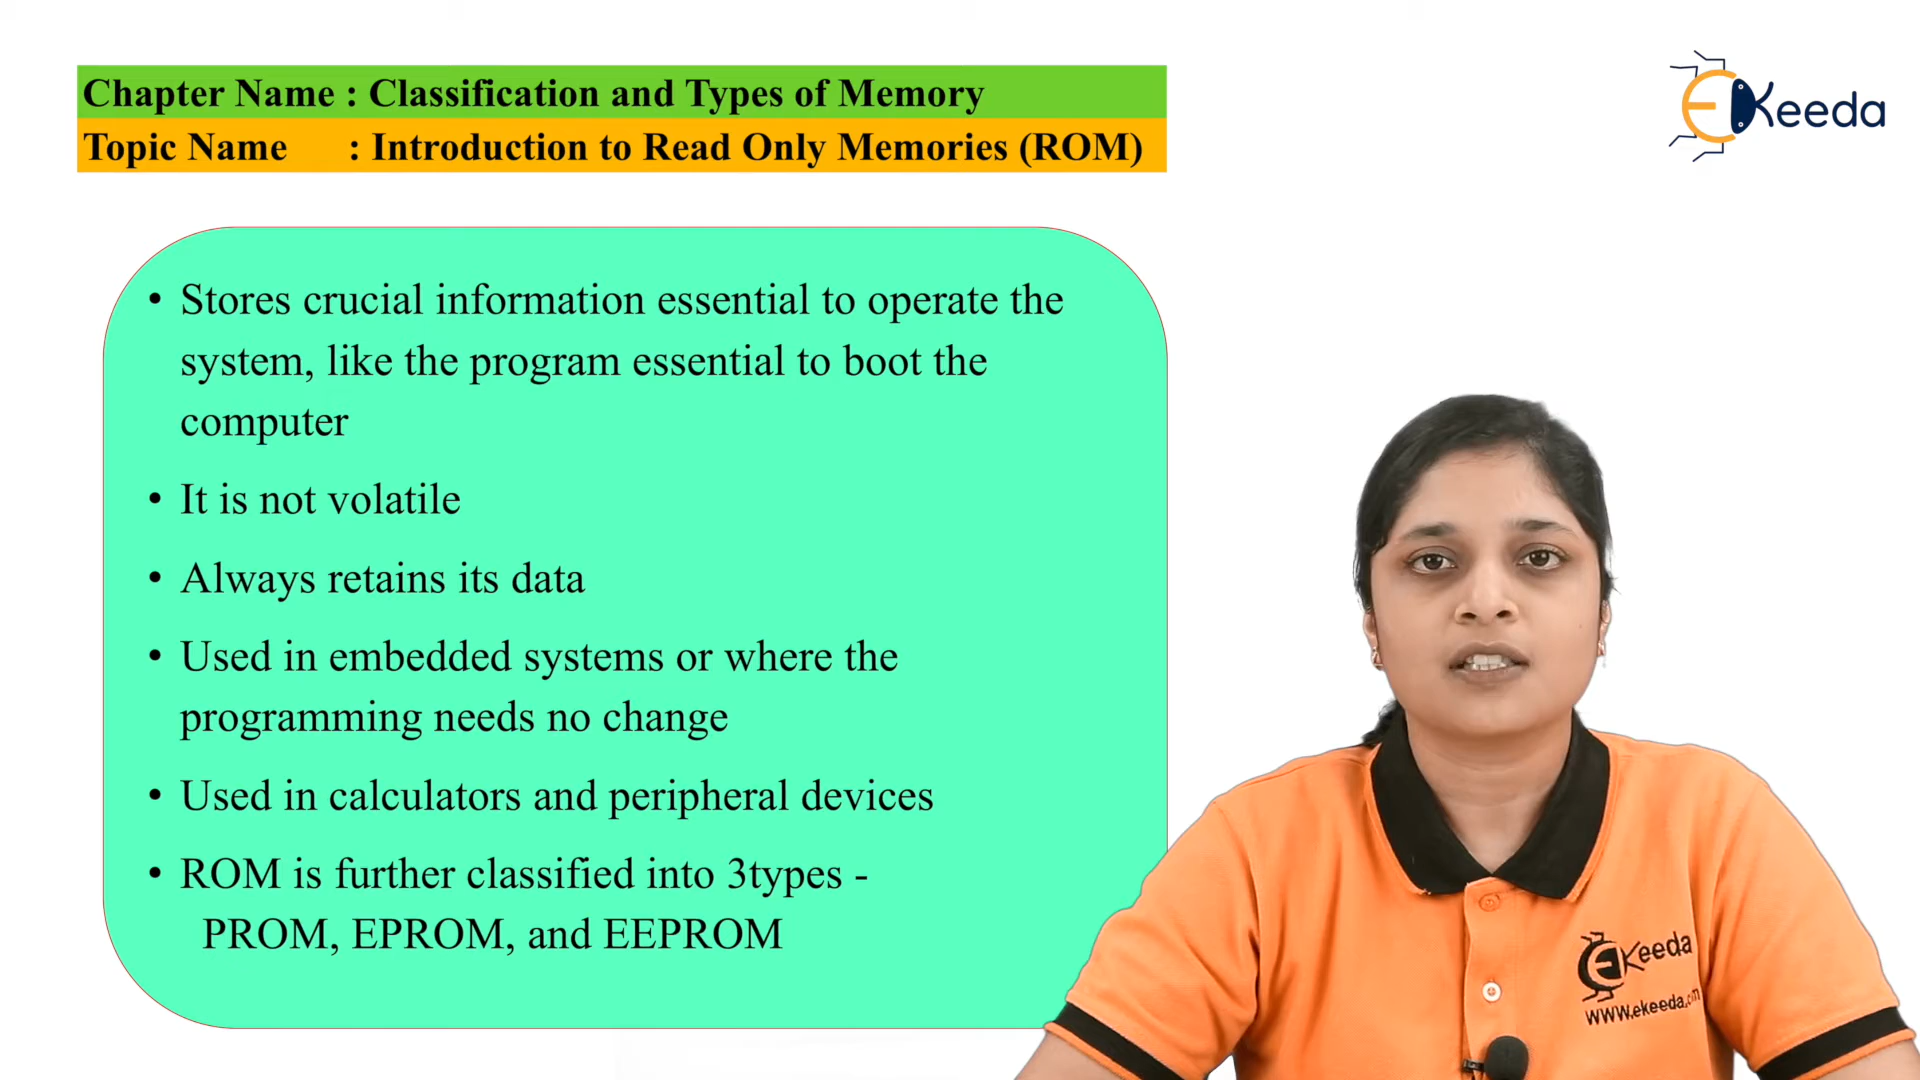 Chapter Name : Classification and Types of Memory
Topic Name : Introduction to Read Only Memories (ROM)
EKeeda
• Stores crucial information essential to operate the
system, like the program essential to boot the
computer
• It is not volatile
• Always retains its data
• Used in embedded systems or where the
programming needs no change
• Used in calculators and peripheral devices
• ROM is further classified into 3types -
PROM, EPROM, and EEPROM
EKeeda
www.ekeeda.com